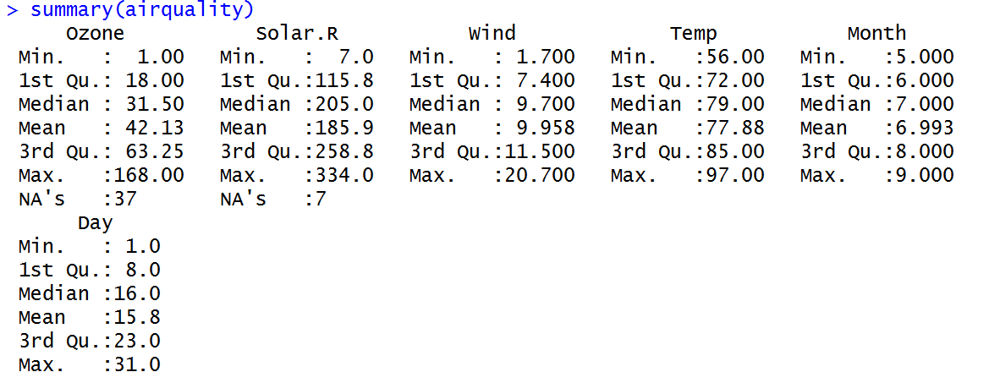 > summary(airquality)
     Ozone           Solar.R           Wind             Temp           Month
 Min.   :  1.00   Min.   :  7.0   Min.   : 1.700   Min.   :56.00   Min.   :5.000
 1st Qu.: 18.00   1st Qu.:115.8   1st Qu.: 7.400   1st Qu.:72.00   1st Qu.:6.000
 Median : 31.50   Median :205.0   Median : 9.700   Median :79.00   Median :7.000
 Mean   : 42.13   Mean   :185.9   Mean   : 9.958   Mean   :77.88   Mean   :6.993
 3rd Qu.: 63.25   3rd Qu.:258.8   3rd Qu.:11.500   3rd Qu.:85.00   3rd Qu.:8.000
 Max.   :168.00   Max.   :334.0   Max.   :20.700   Max.   :97.00   Max.   :9.000
 NA's   :37       NA's   :7
      Day
 Min.   : 1.0
 1st Qu.: 8.0
 Median :16.0
 Mean   :15.8
 3rd Qu.:23.0
 Max.   :31.0